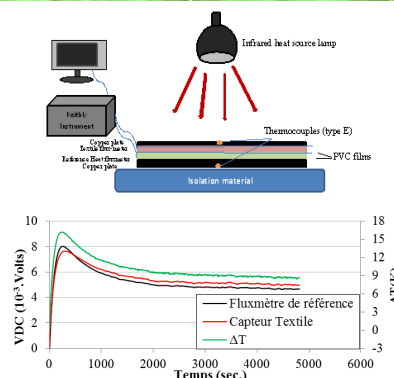 Infrared heat source lamp
Keithly
Instrument
Thermocouples (type E)
Copper plate
Textile flux-meter
Reference Heat fluxmeter
Copper plate
PVC films
Isolation material
10
8
6
4
2
0
VDC (10⁻³.Volts)
18
15
12
9
6
3
0
-3
ΔT(K)
Fluxmètre de référence
Capteur Textile
ΔT
0
1000
2000
3000
4000
5000
6000
Temps (sec.)